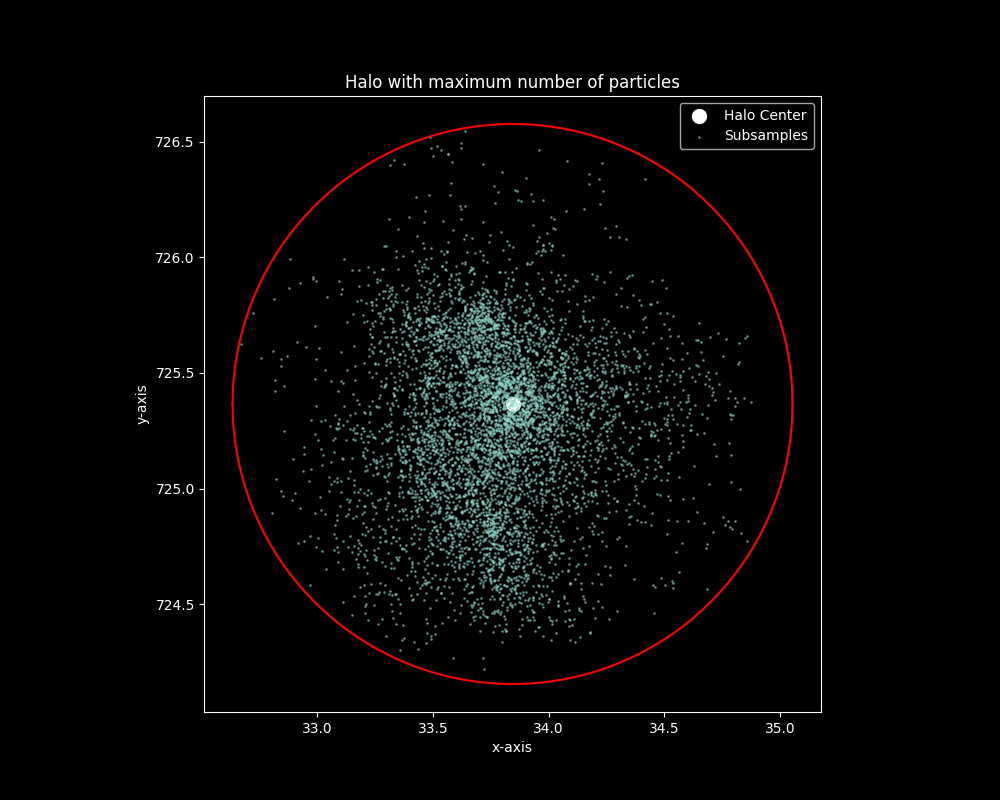 Halo with maximum number of particles
Halo Center
Subsamples
726.5
726.0
725.5
725.0
724.5
y-axis
33.0 33.5 34.0 34.5 35.0
x-axis